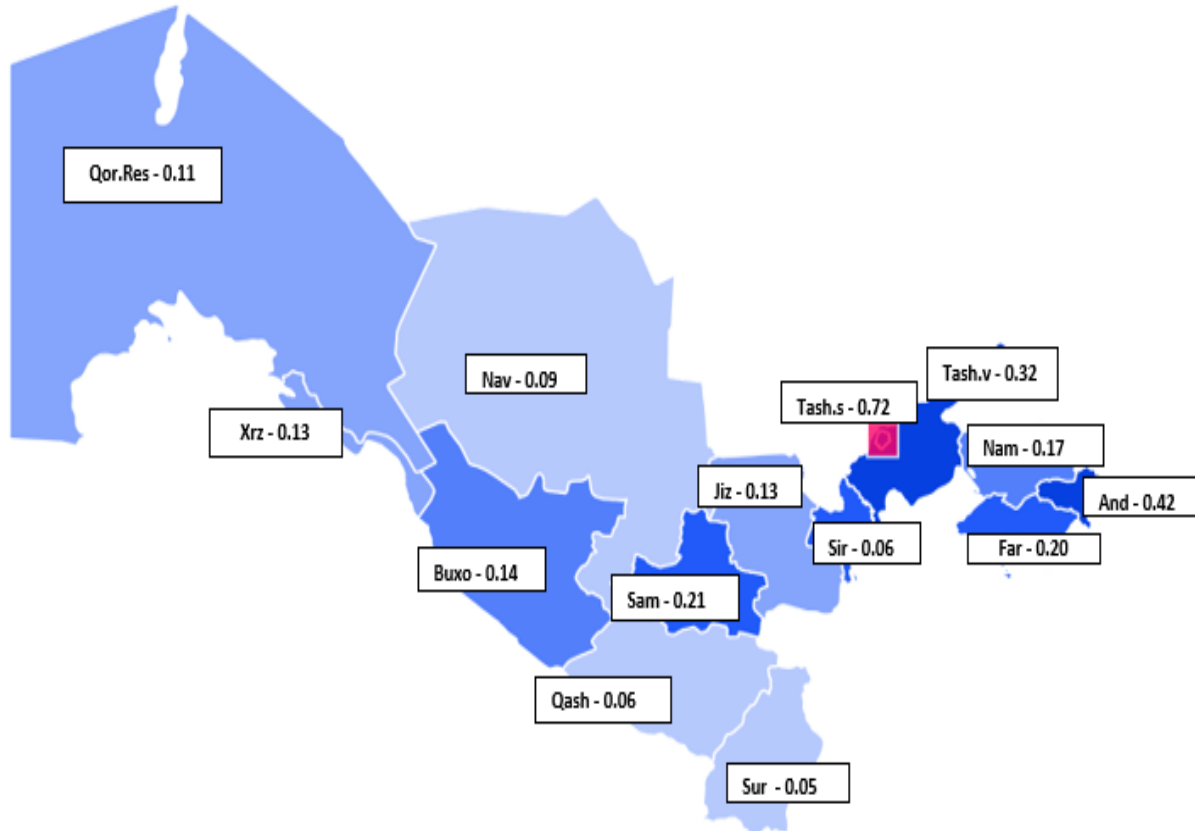 Qor.Res - 0.11
Nav - 0.09
Tash.v - 0.32
Tash.s - 0.72
Xrz - 0.13
Nam - 0.17
Jiz - 0.13
And - 0.42
Sir - 0.06
Far - 0.20
Buxo - 0.14
Sam - 0.21
Qash - 0.06
Sur - 0.05